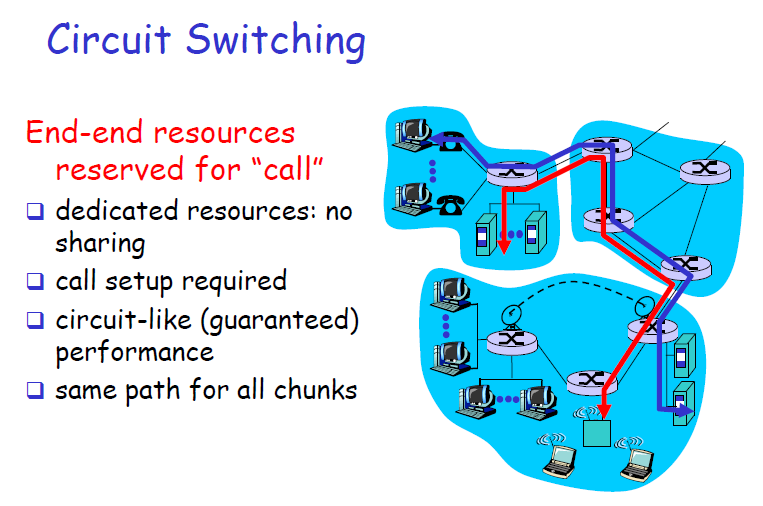 Circuit Switching
End-end resources
reserved for “call”
dedicated resources: no
sharing
call setup required
circuit-like (guaranteed)
performance
same path for all chunks